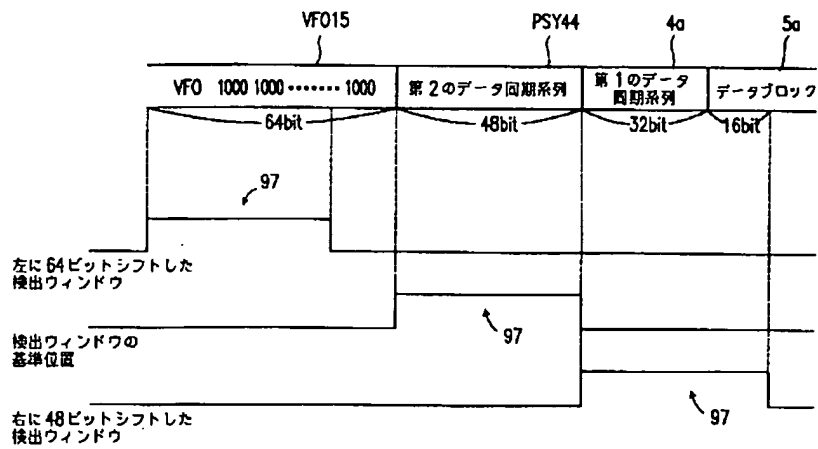 VFO15
PSY44
4a
5a
VFO 1000 1000 ・・・・・・・ 1000
第2のデータ同期系列
第1のデータ
同期系列
データブロック
64bit
48bit
32bit
16bit
97
左に64ビットシフトした
検出ウィンドウ
97
検出ウィンドウの
基準位置
97
右に48ビットシフトした
検出ウィンドウ